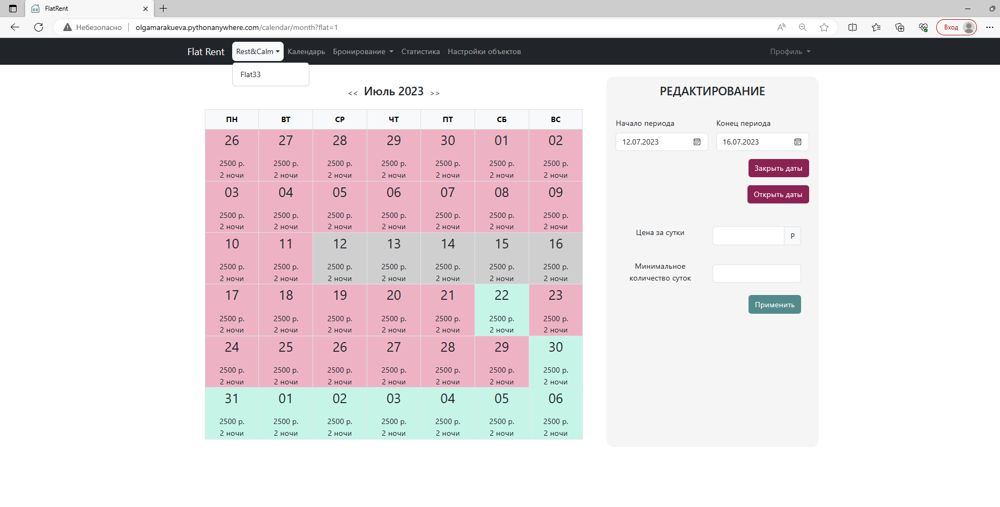 FlatRent
Небезопасно olgamarakueva.pythonanywhere.com/calendar/month?flat=1 Вход
Flat Rent Rest&Calm Календарь Бронирование Статистика Настройки объектов Профиль
Flat33
<< Июль 2023 >>
ПН ВТ СР ЧТ ПТ СБ ВС
26 27 28 29 30 01 02
2500 р. 2500 р. 2500 р. 2500 р. 2500 р. 2500 р. 2500 р.
2 ночи 2 ночи 2 ночи 2 ночи 2 ночи 2 ночи 2 ночи
03 04 05 06 07 08 09
2500 р. 2500 р. 2500 р. 2500 р. 2500 р. 2500 р. 2500 р.
2 ночи 2 ночи 2 ночи 2 ночи 2 ночи 2 ночи 2 ночи
10 11 12 13 14 15 16
2500 р. 2500 р. 2500 р. 2500 р. 2500 р. 2500 р. 2500 р.
2 ночи 2 ночи 2 ночи 2 ночи 2 ночи 2 ночи 2 ночи
17 18 19 20 21 22 23
2500 р. 2500 р. 2500 р. 2500 р. 2500 р. 2500 р. 2500 р.
2 ночи 2 ночи 2 ночи 2 ночи 2 ночи 2 ночи 2 ночи
24 25 26 27 28 29 30
2500 р. 2500 р. 2500 р. 2500 р. 2500 р. 2500 р. 2500 р.
2 ночи 2 ночи 2 ночи 2 ночи 2 ночи 2 ночи 2 ночи
31 01 02 03 04 05 06
2500 р. 2500 р. 2500 р. 2500 р. 2500 р. 2500 р. 2500 р.
2 ночи 2 ночи 2 ночи 2 ночи 2 ночи 2 ночи 2 ночи
РЕДАКТИРОВАНИЕ
Начало периода Конец периода
12.07.2023 16.07.2023
Закрыть даты
Открыть даты
Цена за сутки Р
Минимальное
количество суток
Применить